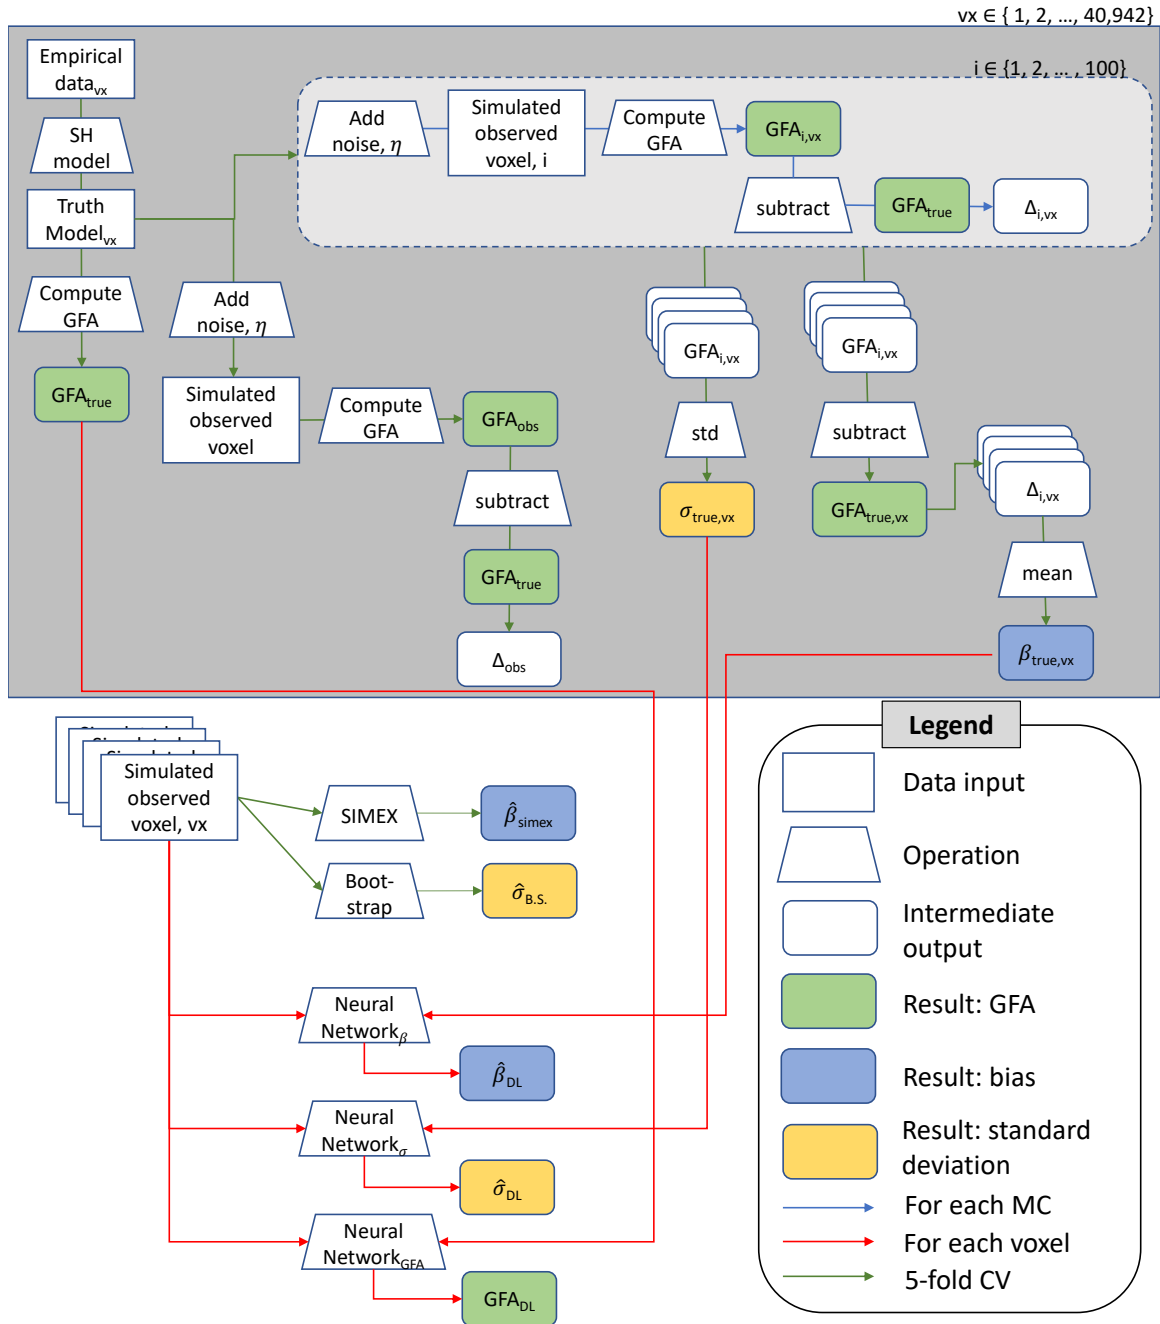 vx ∈ { 1, 2, …, 40,942}
i ∈ {1, 2, … , 100}
Empirical
data_vx
SH
model
Truth
Model_vx
Compute
GFA
GFA_true
Add
noise, η
Simulated
observed
voxel, i
Compute
GFA
GFA_i,vx
subtract
GFA_true
Δ_i,vx
Add
noise, η
Simulated
observed
voxel
Compute
GFA
GFA_obs
subtract
GFA_true
Δ_obs
GFA_i,vx
std
σ_true,vx
GFA_i,vx
subtract
GFA_true,vx
Δ_i,vx
mean
β_true,vx
Simulated
observed
voxel, vx
SIMEX
β̂_simex
Boot-
strap
σ̂_B.S.
Neural
Network_β
β̂_DL
Neural
Network_σ
σ̂_DL
Neural
Network_GFA
GFA_DL
Legend
Data input
Operation
Intermediate
output
Result: GFA
Result: bias
Result: standard
deviation
For each MC
For each voxel
5-fold CV